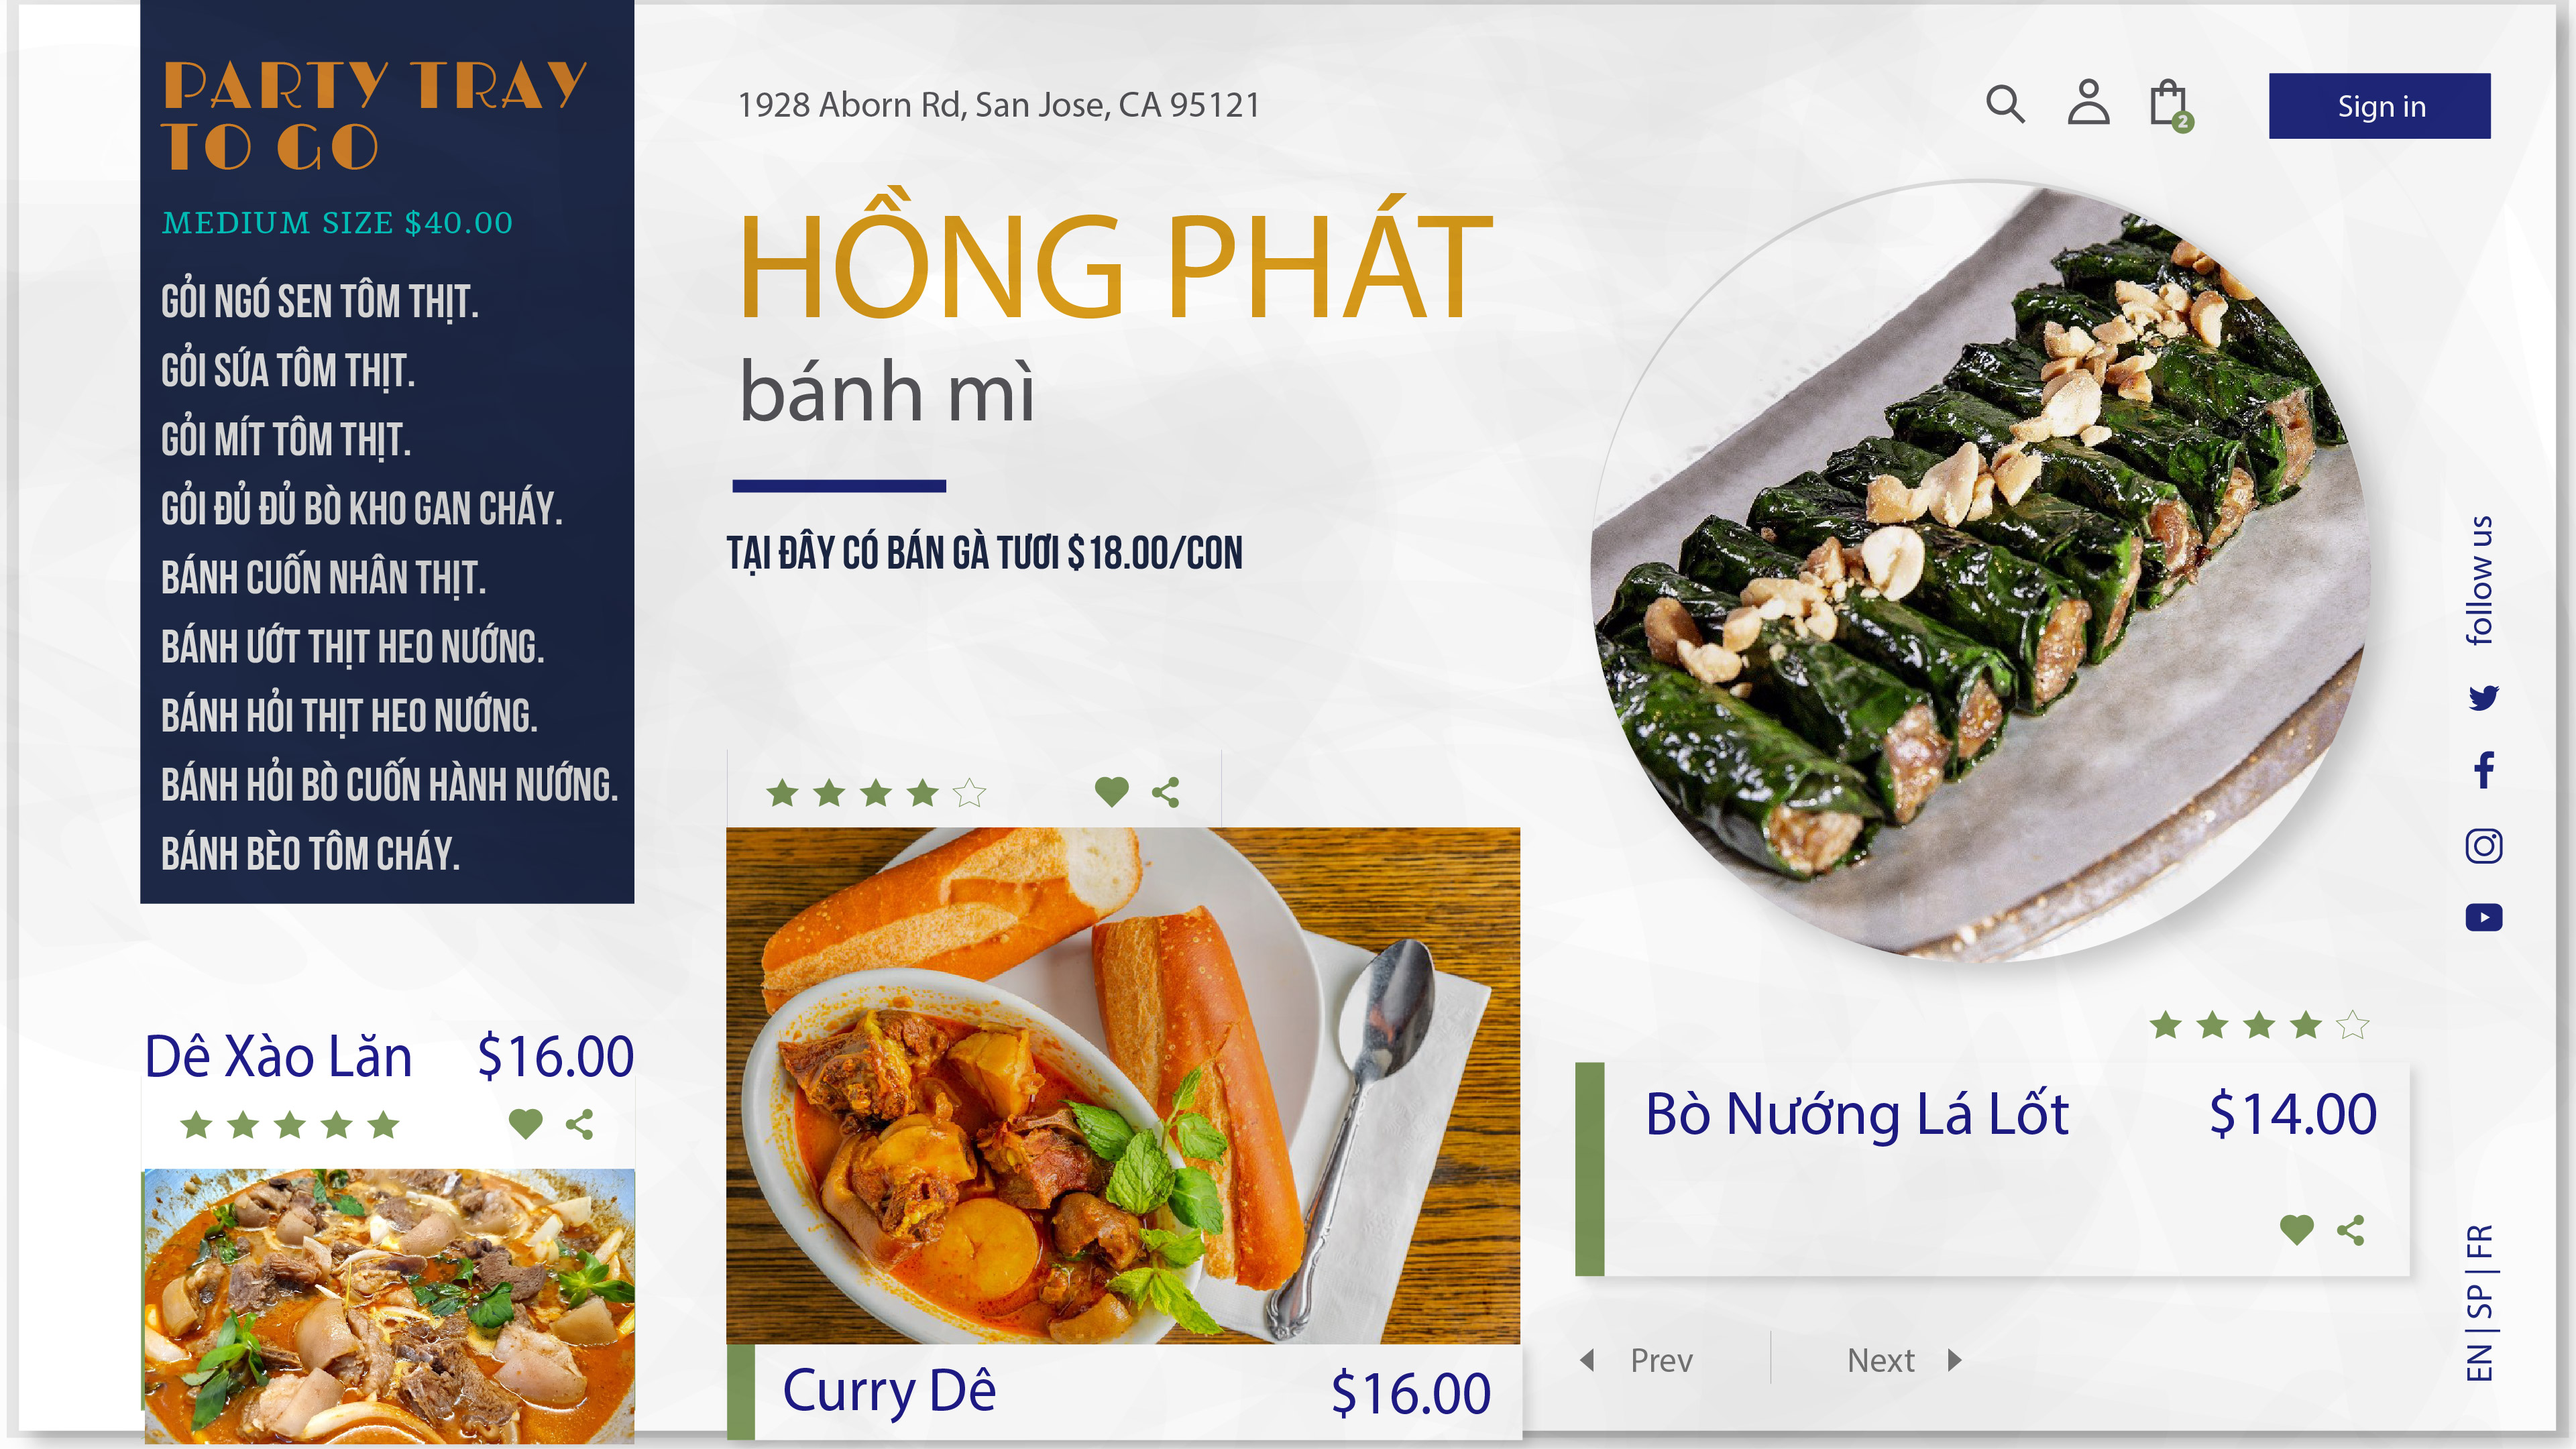 PARTY TRAY
TO GO
MEDIUM SIZE $40.00
GỎI NGÓ SEN TÔM THỊT.
GỎI SỨA TÔM THỊT.
GỎI MÍT TÔM THỊT.
GỎI ĐỦ ĐỦ BÒ KHO GAN CHÁY.
BÁNH CUỐN NHÂN THỊT.
BÁNH ƯỚT THỊT HEO NƯỚNG.
BÁNH HỎI THỊT HEO NƯỚNG.
BÁNH HỎI BÒ CUỐN HÀNH NƯỚNG.
BÁNH BÈO TÔM CHÁY.
Dê Xào Lăn $16.00
1928 Aborn Rd, San Jose, CA 95121
HỒNG PHÁT
bánh mì
TẠI ĐÂY CÓ BÁN GÀ TƯƠI $18.00/CON
Curry Dê $16.00
2
Sign in
Bò Nướng Lá Lốt $14.00
Prev
Next
follow us
EN | SP | FR